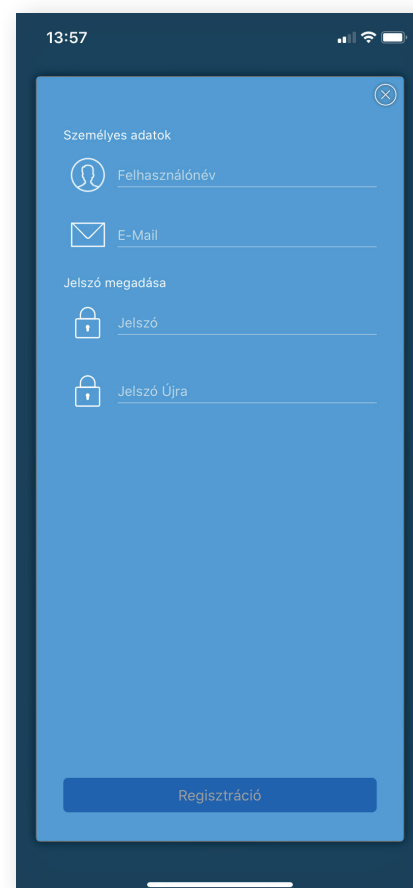 13:57
Személyes adatok
Felhasználónév
E-Mail
Jelszó megadása
Jelszó
Jelszó Újra
Regisztráció